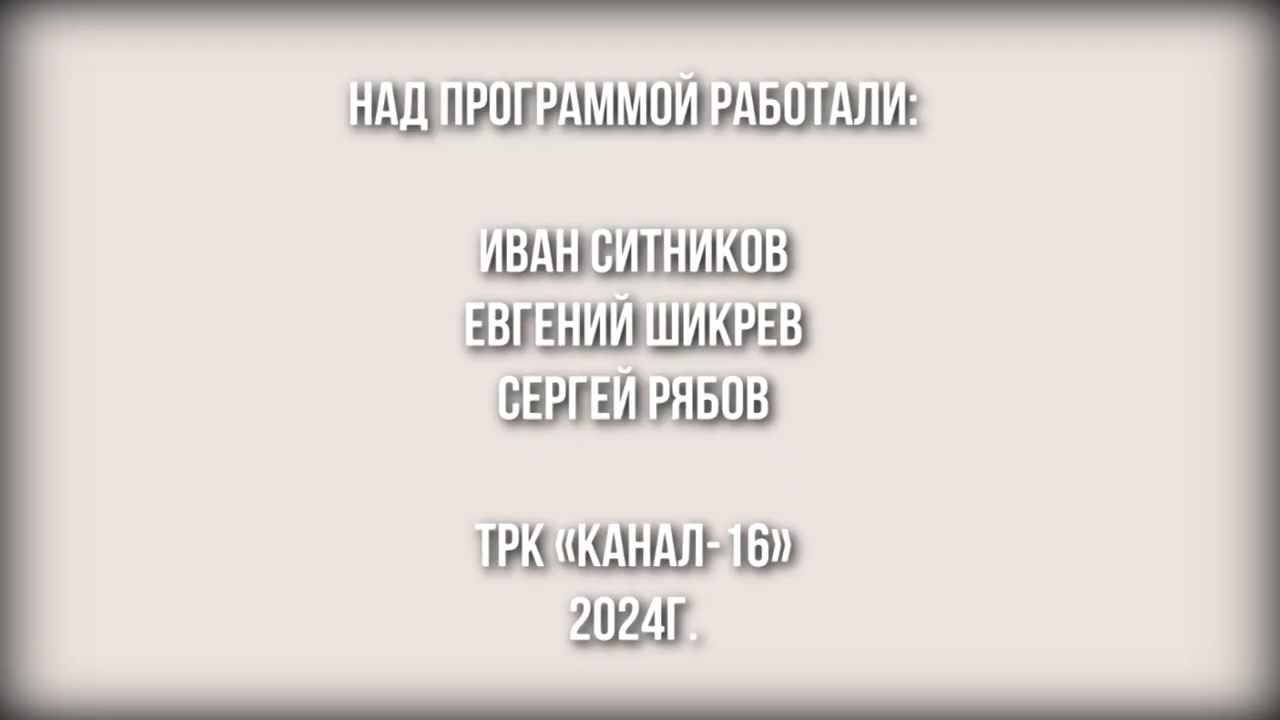 НАД ПРОГРАММОЙ РАБОТАЛИ:
ИВАН СИТНИКОВ
ЕВГЕНИЙ ШИКРЕВ
СЕРГЕЙ РЯБОВ
ТРК «КАНАЛ-16»
2024Г.